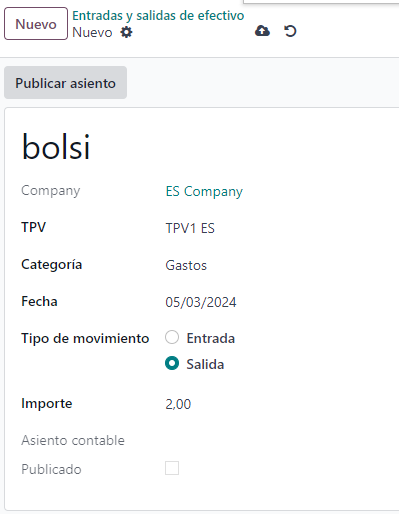 Nuevo
Entradas y salidas de efectivo
Nuevo
Publicar asiento
bolsi
Company ES Company
TPV TPV1 ES
Categoría Gastos
Fecha 05/03/2024
Tipo de movimiento Entrada
Salida
Importe 2,00
Asiento contable
Publicado